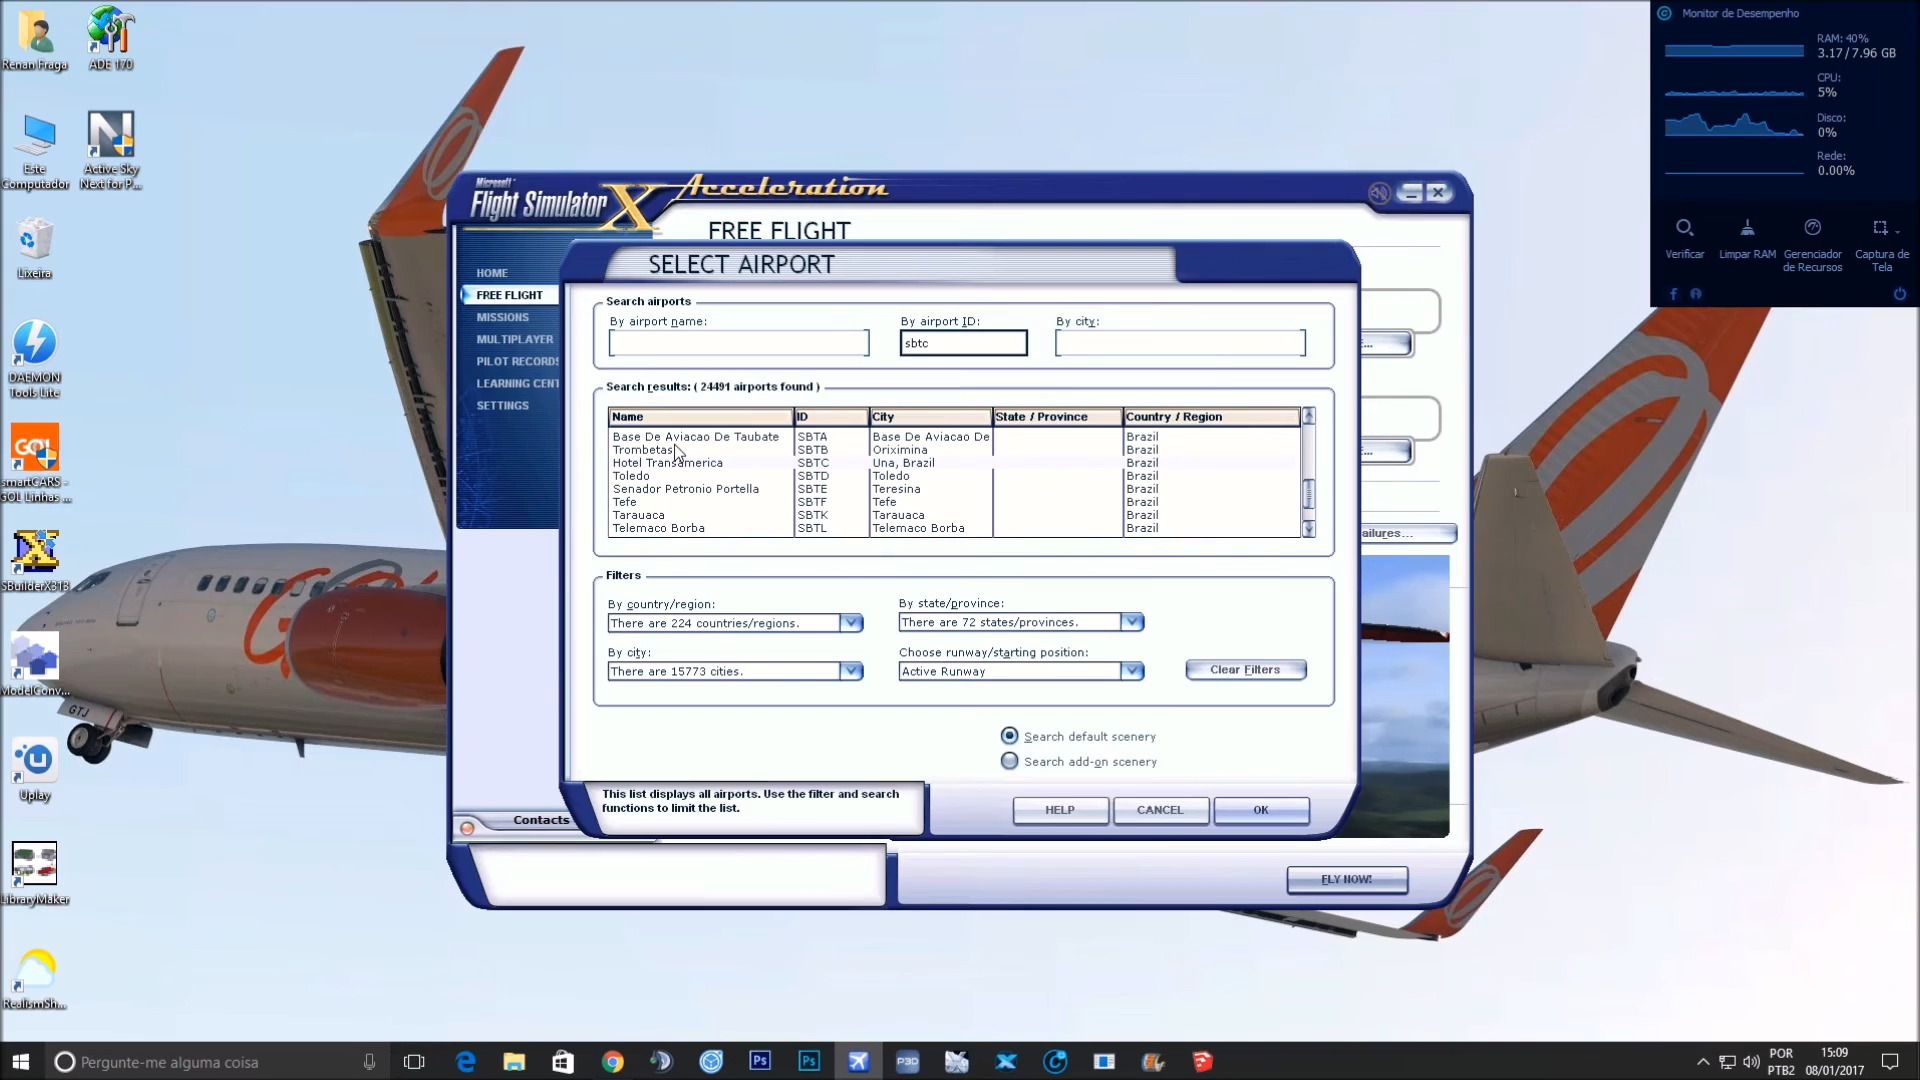 Renan Fraga
ADE 170
Este
Computador
Active Sky
Next for P...
Lixeira
DAEMON
Tools Lite
GOL
smartCARS -
GOL Linhas ...
SBuilderX313
ModelConv...
Uplay
LibraryMaker
RealismSh...
GTJ
Monitor de Desempenho
RAM: 40%
3.17/7.96 GB
CPU:
5%
Disco:
0%
Rede:
0.00%
Verificar
Limpar RAM
Gerenciador
de Recursos
Captura de
Tela
Microsoft
Flight Simulator X Acceleration
FREE FLIGHT
HOME
FREE FLIGHT
MISSIONS
MULTIPLAYER
PILOT RECORDS
LEARNING CENT
SETTINGS
SELECT AIRPORT
Search airports
By airport name:
By airport ID:
By city:
sbtc
Search results: ( 24491 airports found )
Name ID City State / Province Country / Region
Base De Aviacao De Taubate SBTA Base De Aviacao De Brazil
Trombetas SBTB Oriximina Brazil
Hotel Transamerica SBTC Una, Brazil Brazil
Toledo SBTD Toledo Brazil
Senador Petronio Portella SBTE Teresina Brazil
Tefe SBTF Tefe Brazil
Tarauaca SBTK Tarauaca Brazil
Telemaco Borba SBTL Telemaco Borba Brazil
Filters
By country/region:
There are 224 countries/regions.
By state/province:
There are 72 states/provinces.
By city:
There are 15773 cities.
Choose runway/starting position:
Active Runway
Clear Filters
Search default scenery
Search add-on scenery
This list displays all airports. Use the filter and search
functions to limit the list.
HELP
CANCEL
OK
ailures...
Contacts
FLY NOW!
Pergunte-me alguma coisa
Ps
Ps
P3D
POR
PTB2
15:09
08/01/2017